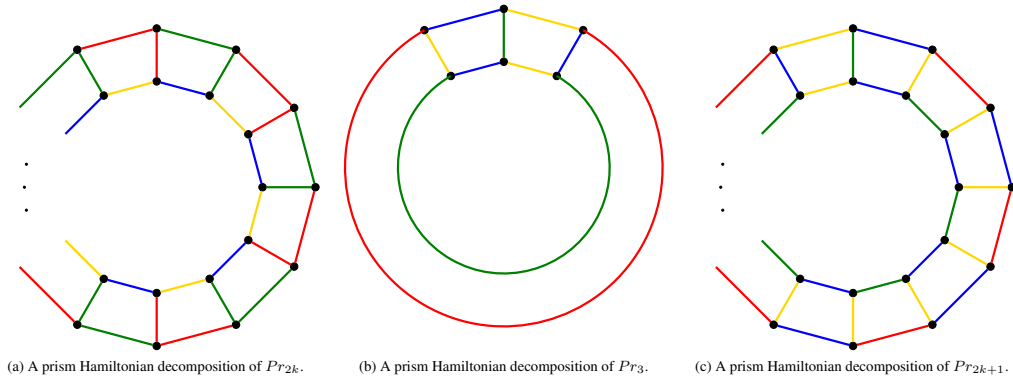 (a) A prism Hamiltonian decomposition of Pr₂ₖ.
(b) A prism Hamiltonian decomposition of Pr₃.
(c) A prism Hamiltonian decomposition of Pr₂ₖ₊₁.